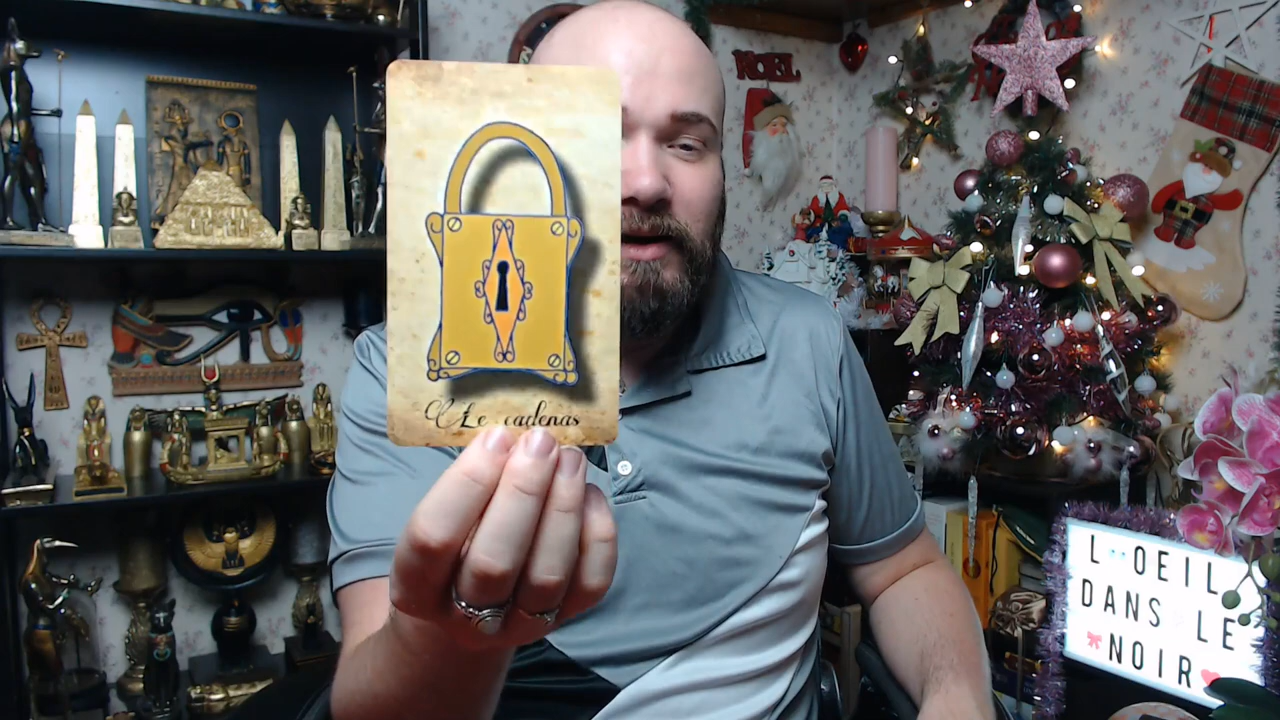 Le cadenas
NOEL
L'OEIL
DANS LE
NOIR